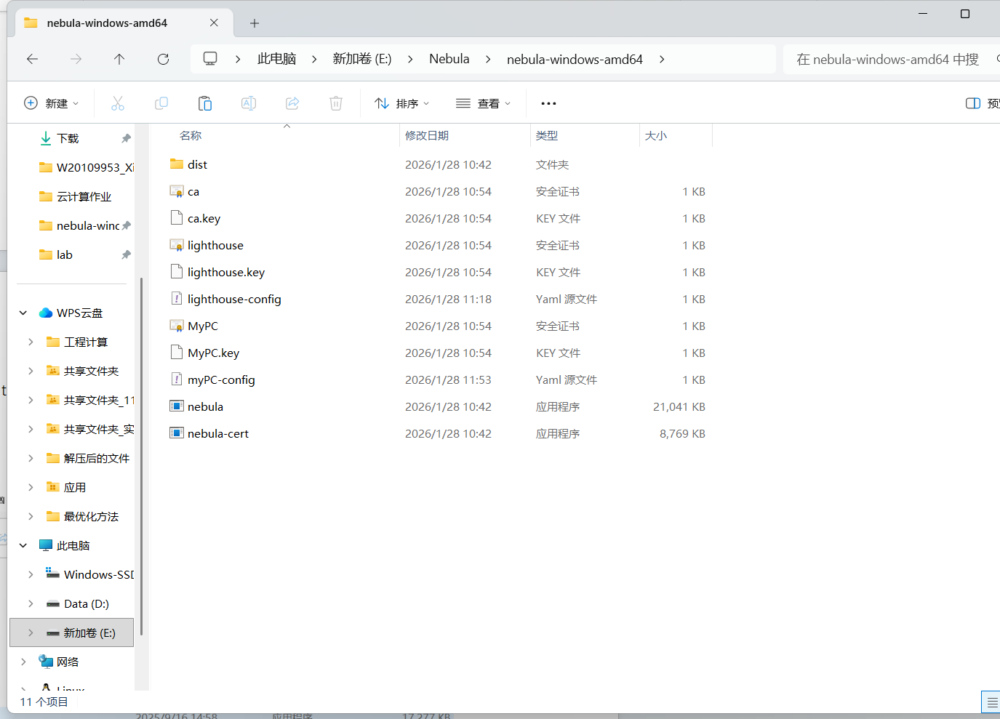 nebula-windows-amd64
此电脑 新加卷 (E:) Nebula nebula-windows-amd64
在 nebula-windows-amd64 中搜
新建 排序 查看
名称 修改日期 类型 大小
下载
W20109953_Xi
云计算作业
nebula-winc
lab
WPS云盘
工程计算
共享文件夹
共享文件夹_11
共享文件夹_实
解压后的文件
应用
最优化方法
此电脑
Windows-SSD
Data (D:)
新加卷 (E:)
网络
Linux
dist 2026/1/28 10:42 文件夹
ca 2026/1/28 10:54 安全证书 1 KB
ca.key 2026/1/28 10:54 KEY 文件 1 KB
lighthouse 2026/1/28 10:54 安全证书 1 KB
lighthouse.key 2026/1/28 10:54 KEY 文件 1 KB
lighthouse-config 2026/1/28 11:18 Yaml 源文件 1 KB
MyPC 2026/1/28 10:54 安全证书 1 KB
MyPC.key 2026/1/28 10:54 KEY 文件 1 KB
myPC-config 2026/1/28 11:53 Yaml 源文件 1 KB
nebula 2026/1/28 10:42 应用程序 21,041 KB
nebula-cert 2026/1/28 10:42 应用程序 8,769 KB
11 个项目
2025/9/16 14:58 应用程序 17,277 KB